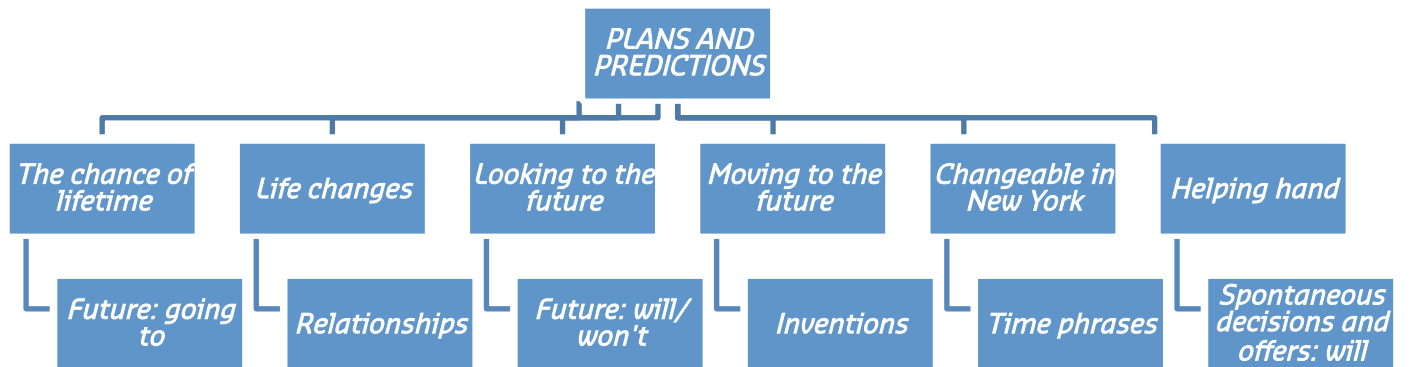 PLANS AND
PREDICTIONS
The chance of
lifetime
Life changes
Looking to the
future
Moving to the
future
Changeable in
New York
Helping hand
Future: going
to
Relationships
Future: will/
won't
Inventions
Time phrases
Spontaneous
decisions and
offers: will